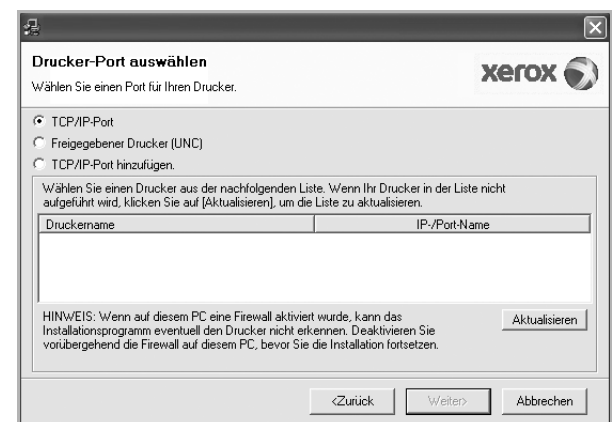 Drucker-Port auswählen
Wählen Sie einen Port für Ihren Drucker.
xerox
TCP/IP-Port
Freigegebener Drucker (UNC)
TCP/IP-Port hinzufügen.
Wählen Sie einen Drucker aus der nachfolgenden Liste. Wenn Ihr Drucker in der Liste nicht
aufgeführt wird, klicken Sie auf [Aktualisieren], um die Liste zu aktualisieren.
Druckername IP-/Port-Name
HINWEIS: Wenn auf diesem PC eine Firewall aktiviert wurde, kann das
Installationsprogramm eventuell den Drucker nicht erkennen. Deaktivieren Sie
vorübergehend die Firewall auf diesem PC, bevor Sie die Installation fortsetzen.
Aktualisieren
<Zurück Weiter> Abbrechen